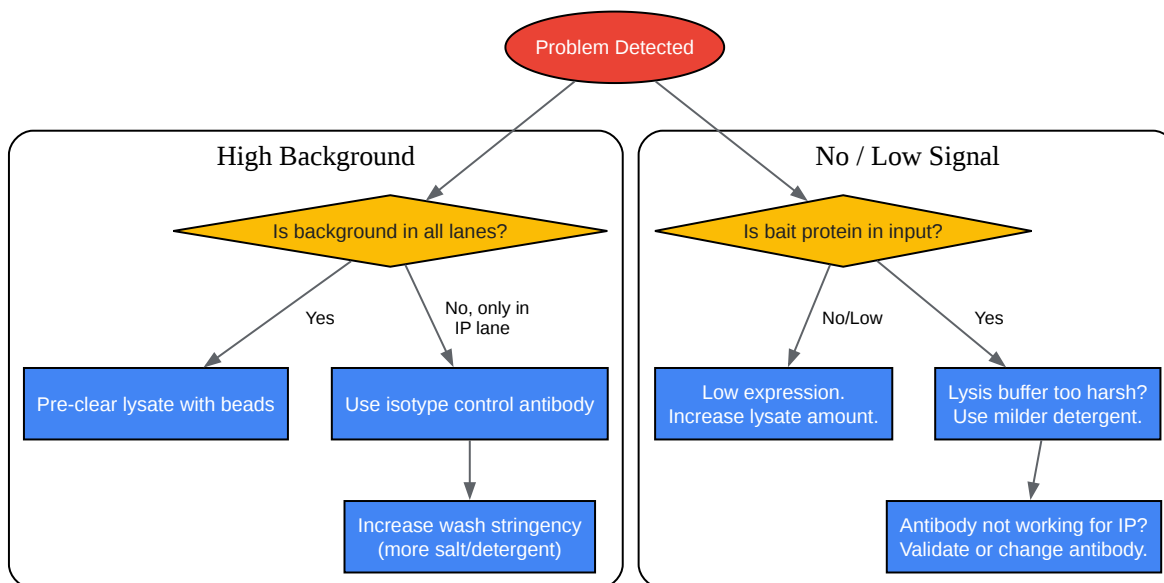 Problem Detected
High Background
Is background in all lanes?
Yes
No, only in
IP lane
Pre-clear lysate with beads
Use isotype control antibody
Increase wash stringency
(more salt/detergent)
No / Low Signal
Is bait protein in input?
No/Low
Yes
Low expression.
Increase lysate amount.
Lysis buffer too harsh?
Use milder detergent.
Antibody not working for IP?
Validate or change antibody.